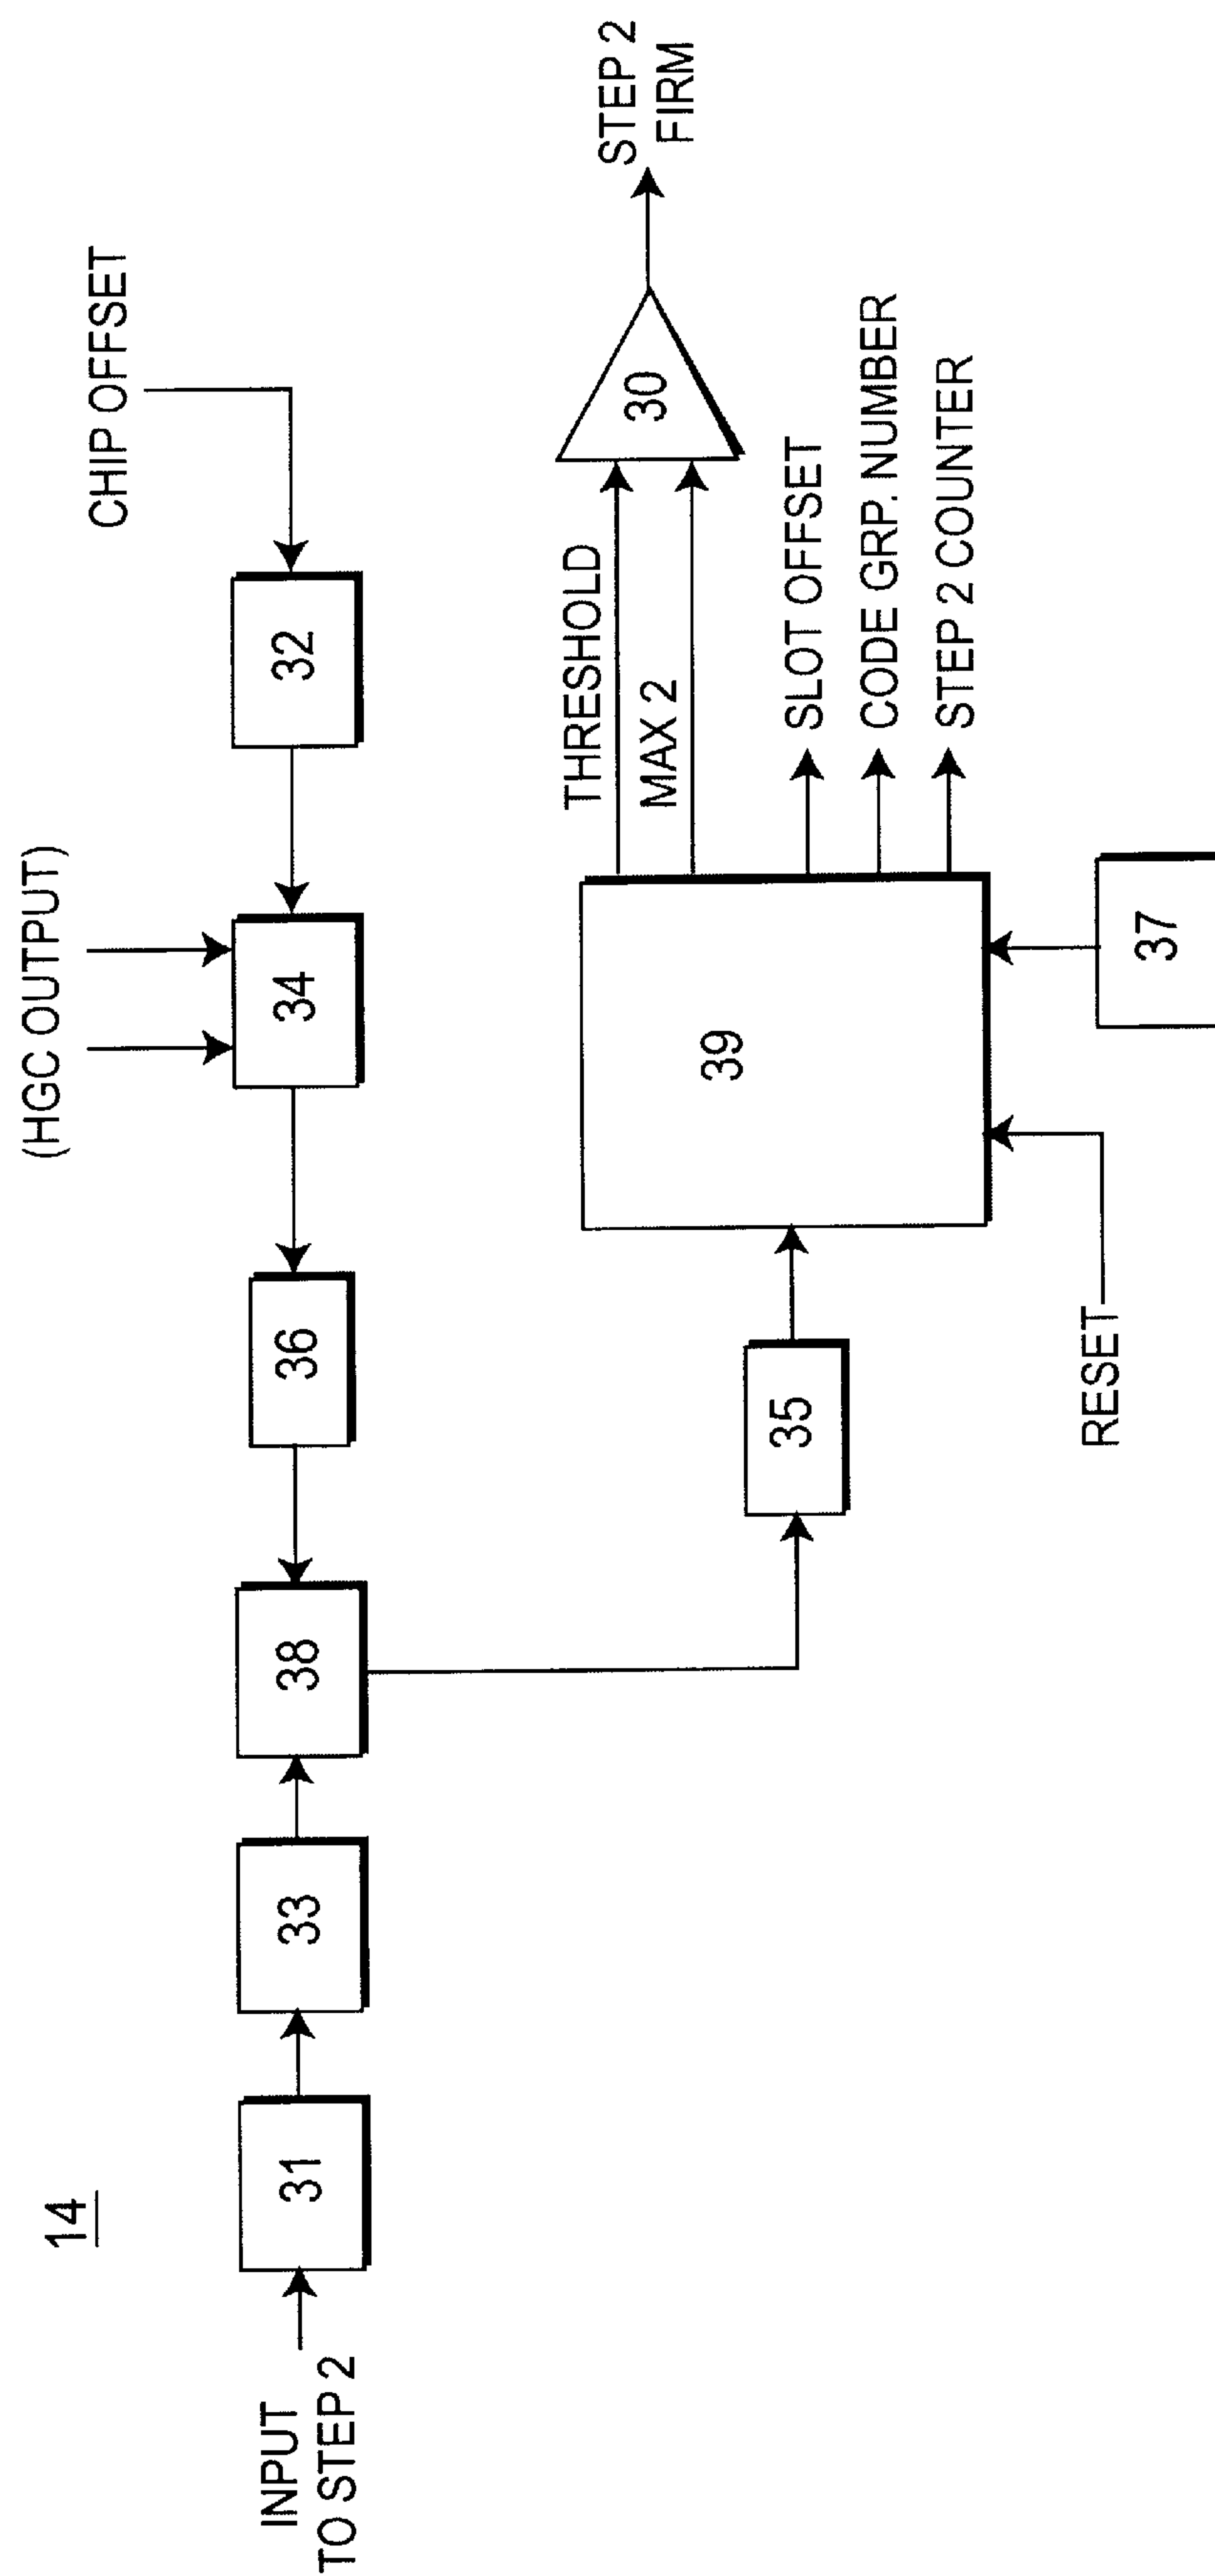 14
(HGC OUTPUT)
CHIP OFFSET
INPUT
TO STEP 2
31
33
38
36
34
32
35
39
THRESHOLD
MAX 2
30
STEP 2
FIRM
SLOT OFFSET
CODE GRP. NUMBER
STEP 2 COUNTER
RESET
37